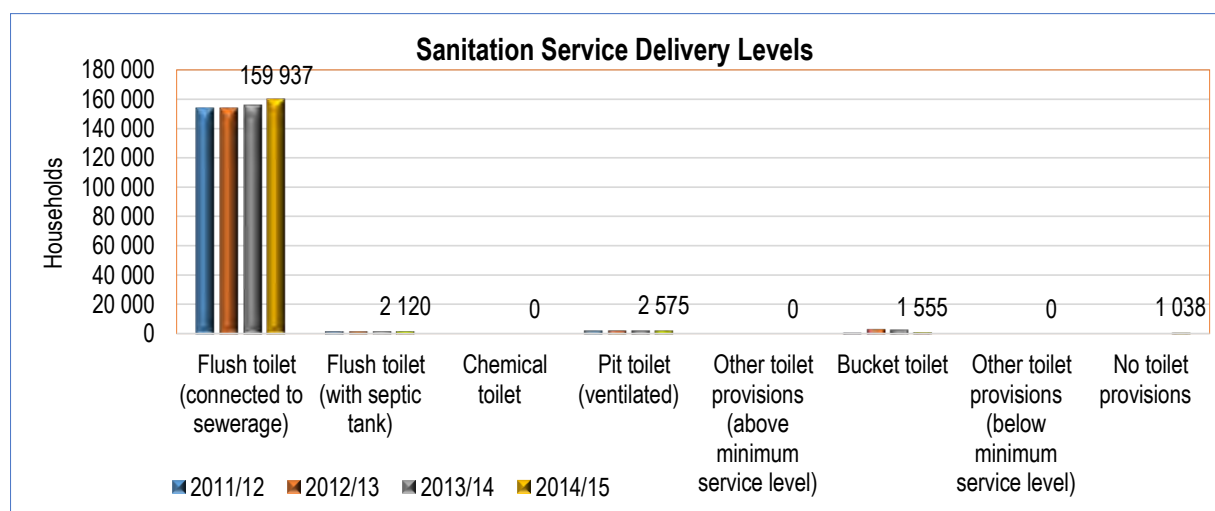 Sanitation Service Delivery Levels
180 000
160 000
140 000
120 000
100 000
80 000
60 000
40 000
20 000
0
Households
159 937
2 120
0
2 575
0
1 555
0
1 038
Flush toilet
(connected to
sewerage)
Flush toilet
(with septic
tank)
Chemical
toilet
Pit toilet
(ventilated)
Other toilet
provisions
(above
minimum
service level)
Bucket toilet
Other toilet
provisions
(below
minimum
service level)
No toilet
provisions
2011/12
2012/13
2013/14
2014/15